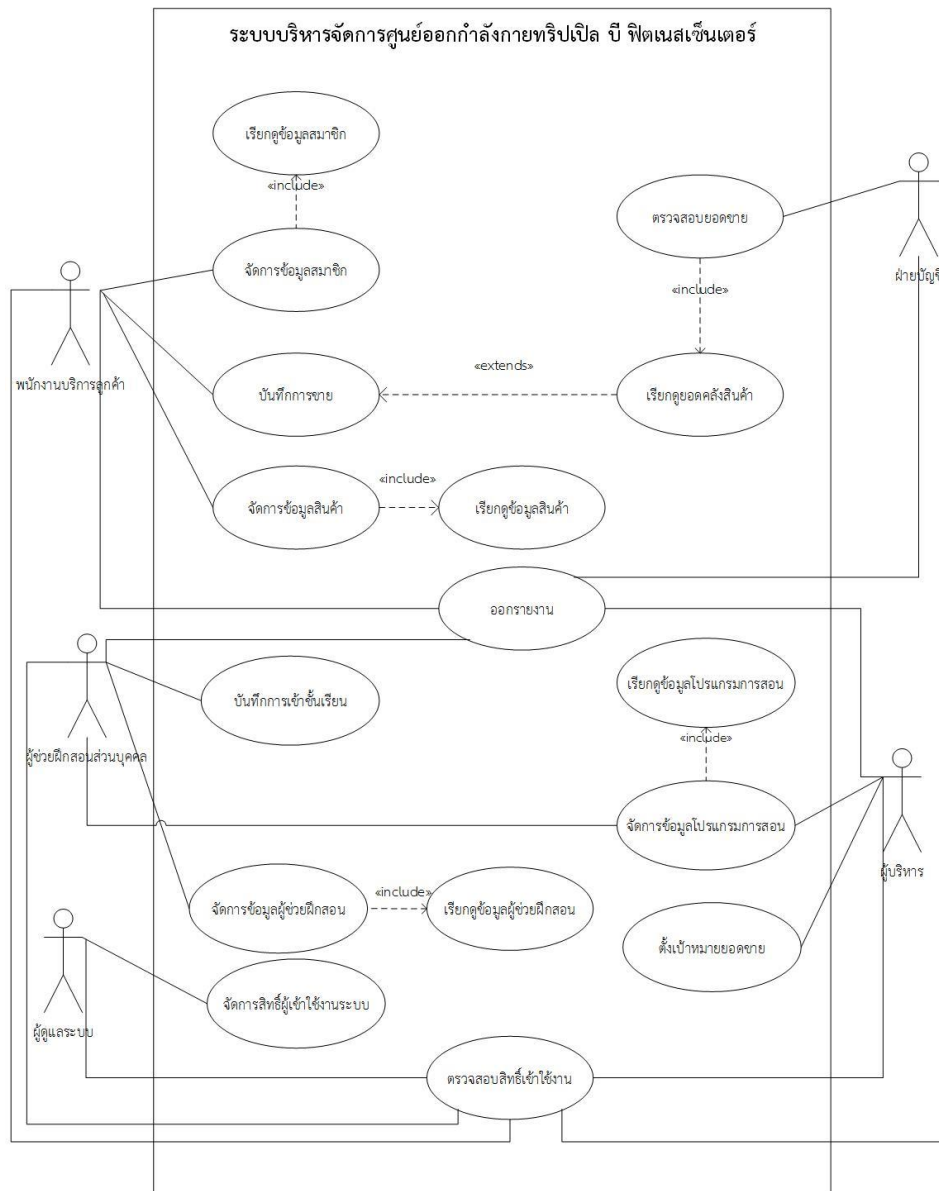 ระบบบริหารจัดการศูนย์ออกกำลังกายทริปเปิล บี ฟิตเนสเซ็นเตอร์
เรียกดูข้อมูลสมาชิก
«include»
ตรวจสอบยอดขาย
จัดการข้อมูลสมาชิก
ฝ่ายบัญชี
«include»
พนักงานบริการลูกค้า
«extends»
บันทึกการขาย
เรียกดูยอดคลังสินค้า
«include»
จัดการข้อมูลสินค้า
เรียกดูข้อมูลสินค้า
ออกรายงาน
เรียกดูข้อมูลโปรแกรมการสอน
บันทึกการเข้าชั้นเรียน
«include»
ผู้ช่วยฝึกสอนส่วนบุคคล
จัดการข้อมูลโปรแกรมการสอน
ผู้บริหาร
«include»
จัดการข้อมูลผู้ช่วยฝึกสอน
เรียกดูข้อมูลผู้ช่วยฝึกสอน
ตั้งเป้าหมายยอดขาย
จัดการสิทธิ์ผู้เข้าใช้งานระบบ
ผู้ดูแลระบบ
ตรวจสอบสิทธิ์เข้าใช้งาน